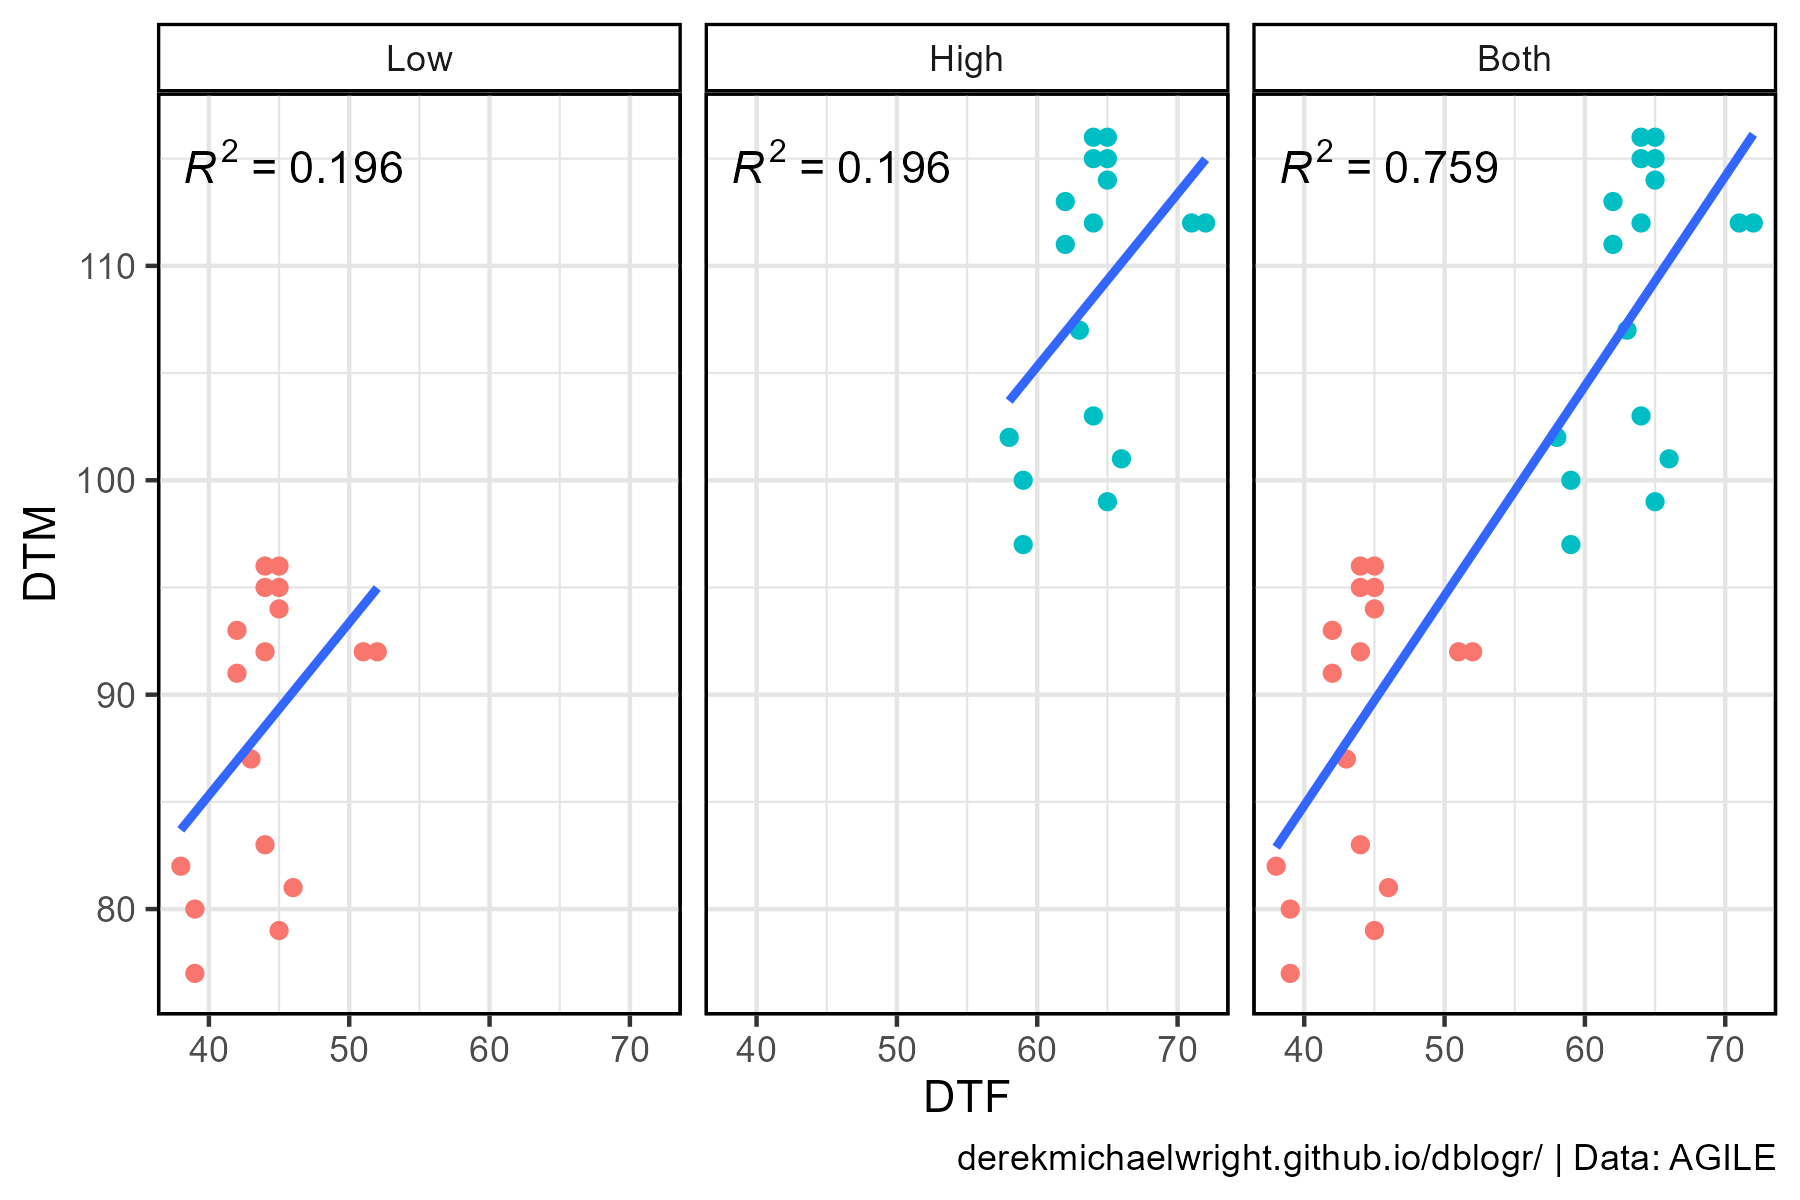 Low High Both
R² = 0.196 R² = 0.196 R² = 0.759
110
100
90
80
DTM
40 50 60 70 40 50 60 70 40 50 60 70
DTF
derekmichaelwright.github.io/dblogr/ | Data: AGILE